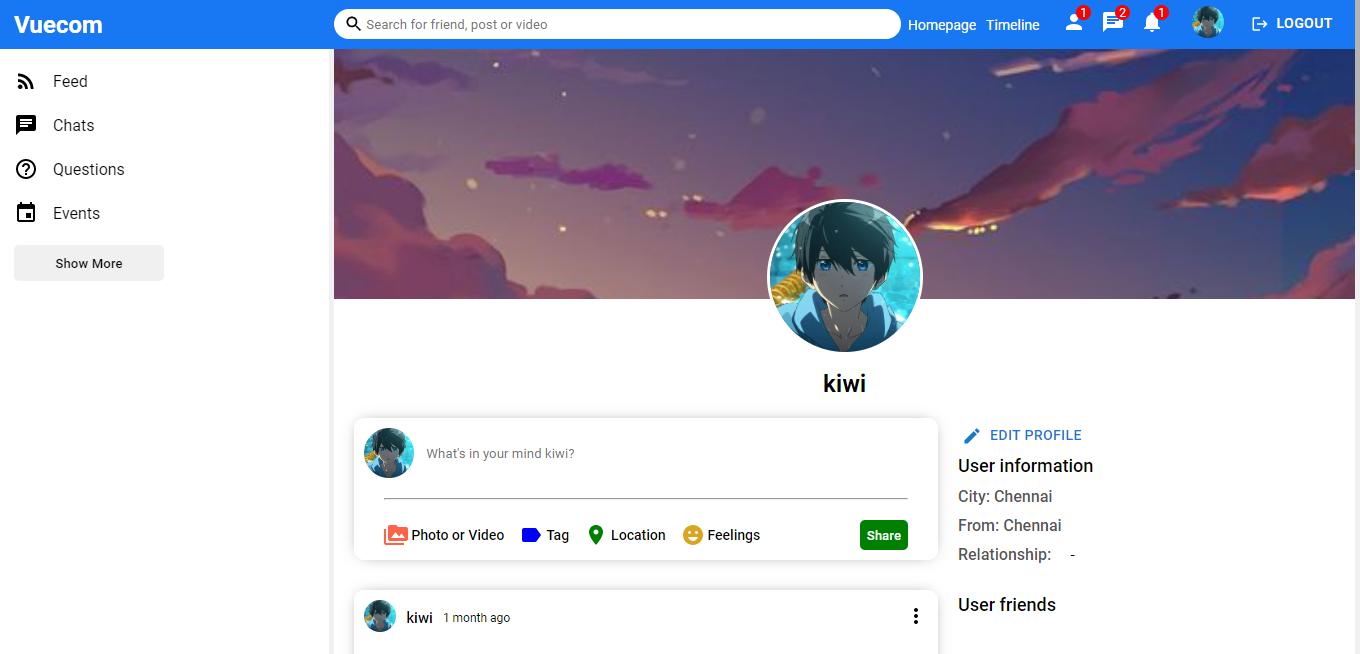 Vuecom
Search for friend, post or video
Homepage Timeline
1
2
1
LOGOUT
Feed
Chats
Questions
Events
Show More
kiwi
What's in your mind kiwi?
Photo or Video Tag Location Feelings Share
kiwi 1 month ago
EDIT PROFILE
User information
City: Chennai
From: Chennai
Relationship: -
User friends